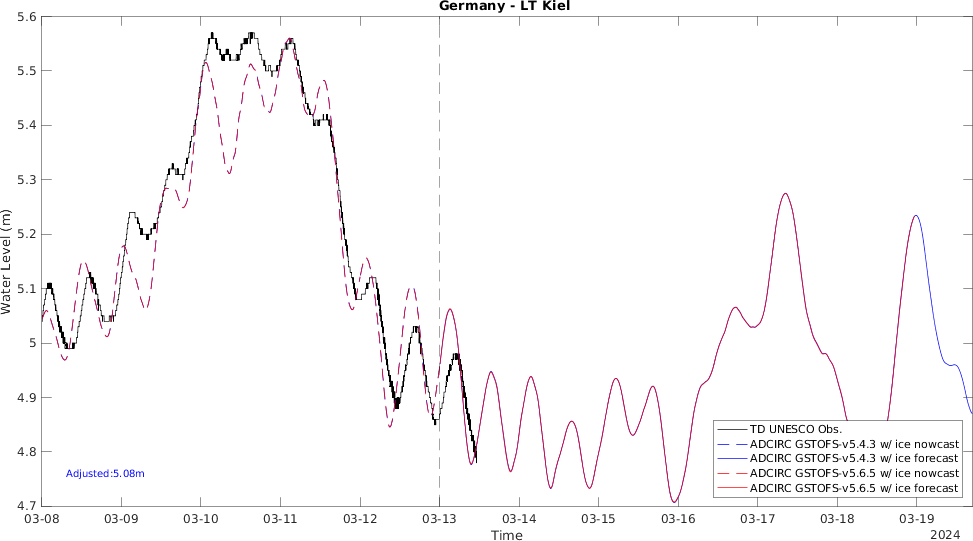 Germany - LT Kiel
5.6
5.5
5.4
5.3
5.2
5.1
5
4.9
4.8
4.7
Water Level (m)
Adjusted:5.08m
TD UNESCO Obs.
ADCIRC GSTOFS-v5.4.3 w/ ice nowcast
ADCIRC GSTOFS-v5.4.3 w/ ice forecast
ADCIRC GSTOFS-v5.6.5 w/ ice nowcast
ADCIRC GSTOFS-v5.6.5 w/ ice forecast
03-08 03-09 03-10 03-11 03-12 03-13 03-14 03-15 03-16 03-17 03-18 03-19
Time
2024